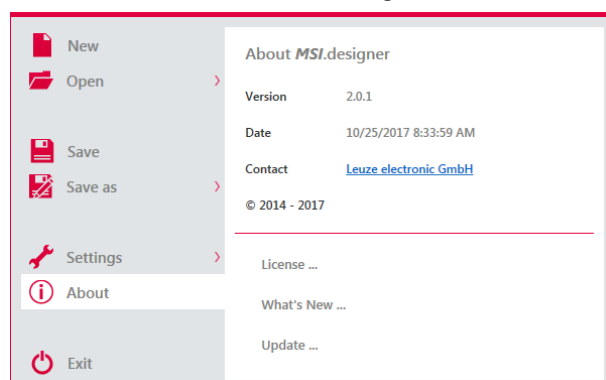 New
Open
Save
Save as
Settings
About
Exit
About MSI.designer
Version 2.0.1
Date 10/25/2017 8:33:59 AM
Contact Leuze electronic GmbH
© 2014 - 2017
License ...
What's New ...
Update ...